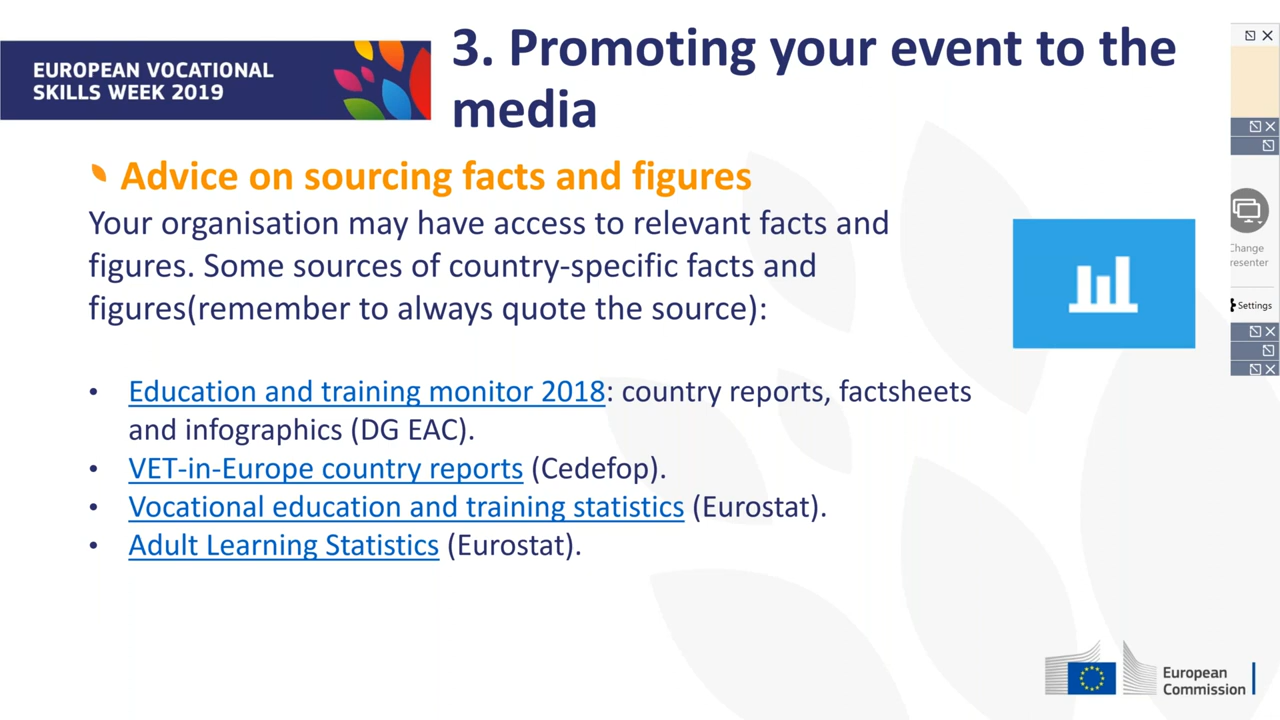 EUROPEAN VOCATIONAL
SKILLS WEEK 2019
3. Promoting your event to the
media
Advice on sourcing facts and figures
Your organisation may have access to relevant facts and
figures. Some sources of country-specific facts and
figures(remember to always quote the source):
• Education and training monitor 2018: country reports, factsheets
and infographics (DG EAC).
• VET-in-Europe country reports (Cedefop).
• Vocational education and training statistics (Eurostat).
• Adult Learning Statistics (Eurostat).
Change
resenter
Settings
European
Commission